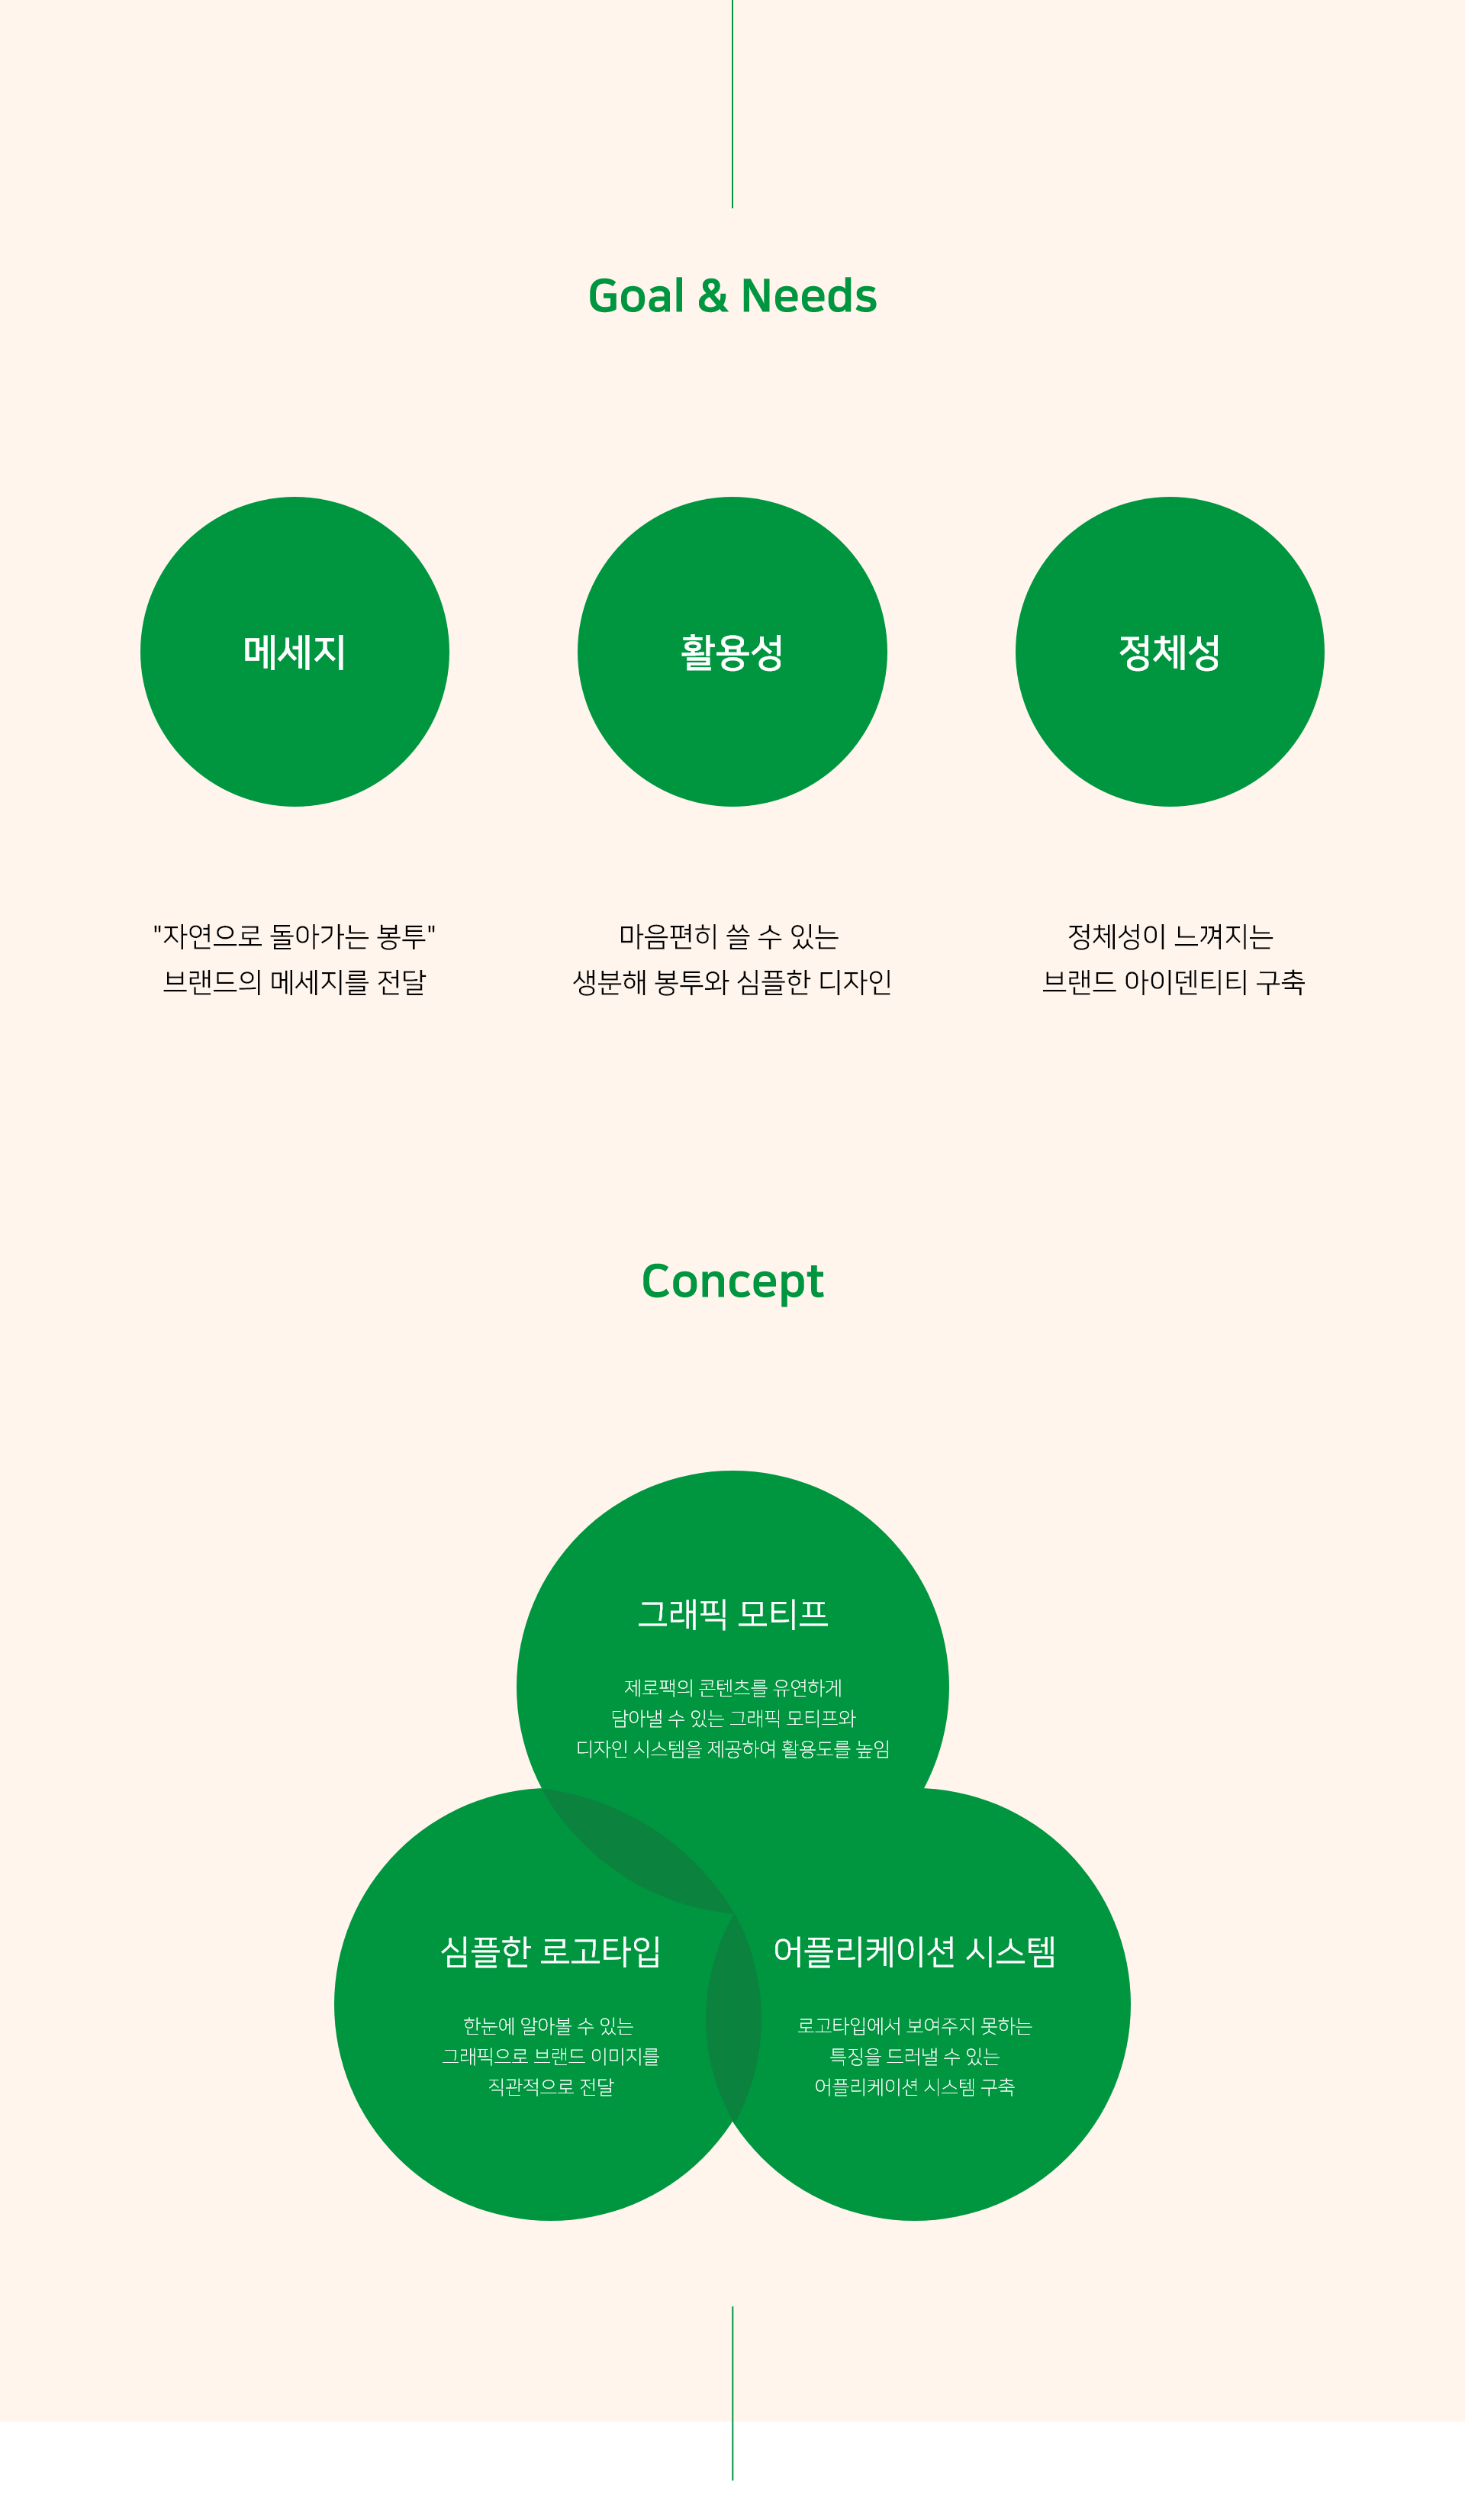 Goal & Needs
메세지
활용성
정체성
"자연으로 돌아가는 봉투"
브랜드의 메세지를 전달
마음편히 쓸 수 있는
생분해 봉투와 심플한 디자인
정체성이 느껴지는
브랜드 아이덴티티 구축
Concept
그래픽 모티프
제로팩의 콘텐츠를 유연하게
담아낼 수 있는 그래픽 모티프와
디자인 시스템을 제공하여 활용도를 높임
심플한 로고타입
한눈에 알아볼 수 있는
그래픽으로 브랜드 이미지를
직관적으로 전달
어플리케이션 시스템
로고타입에서 보여주지 못하는
특징을 드러낼 수 있는
어플리케이션 시스템 구축